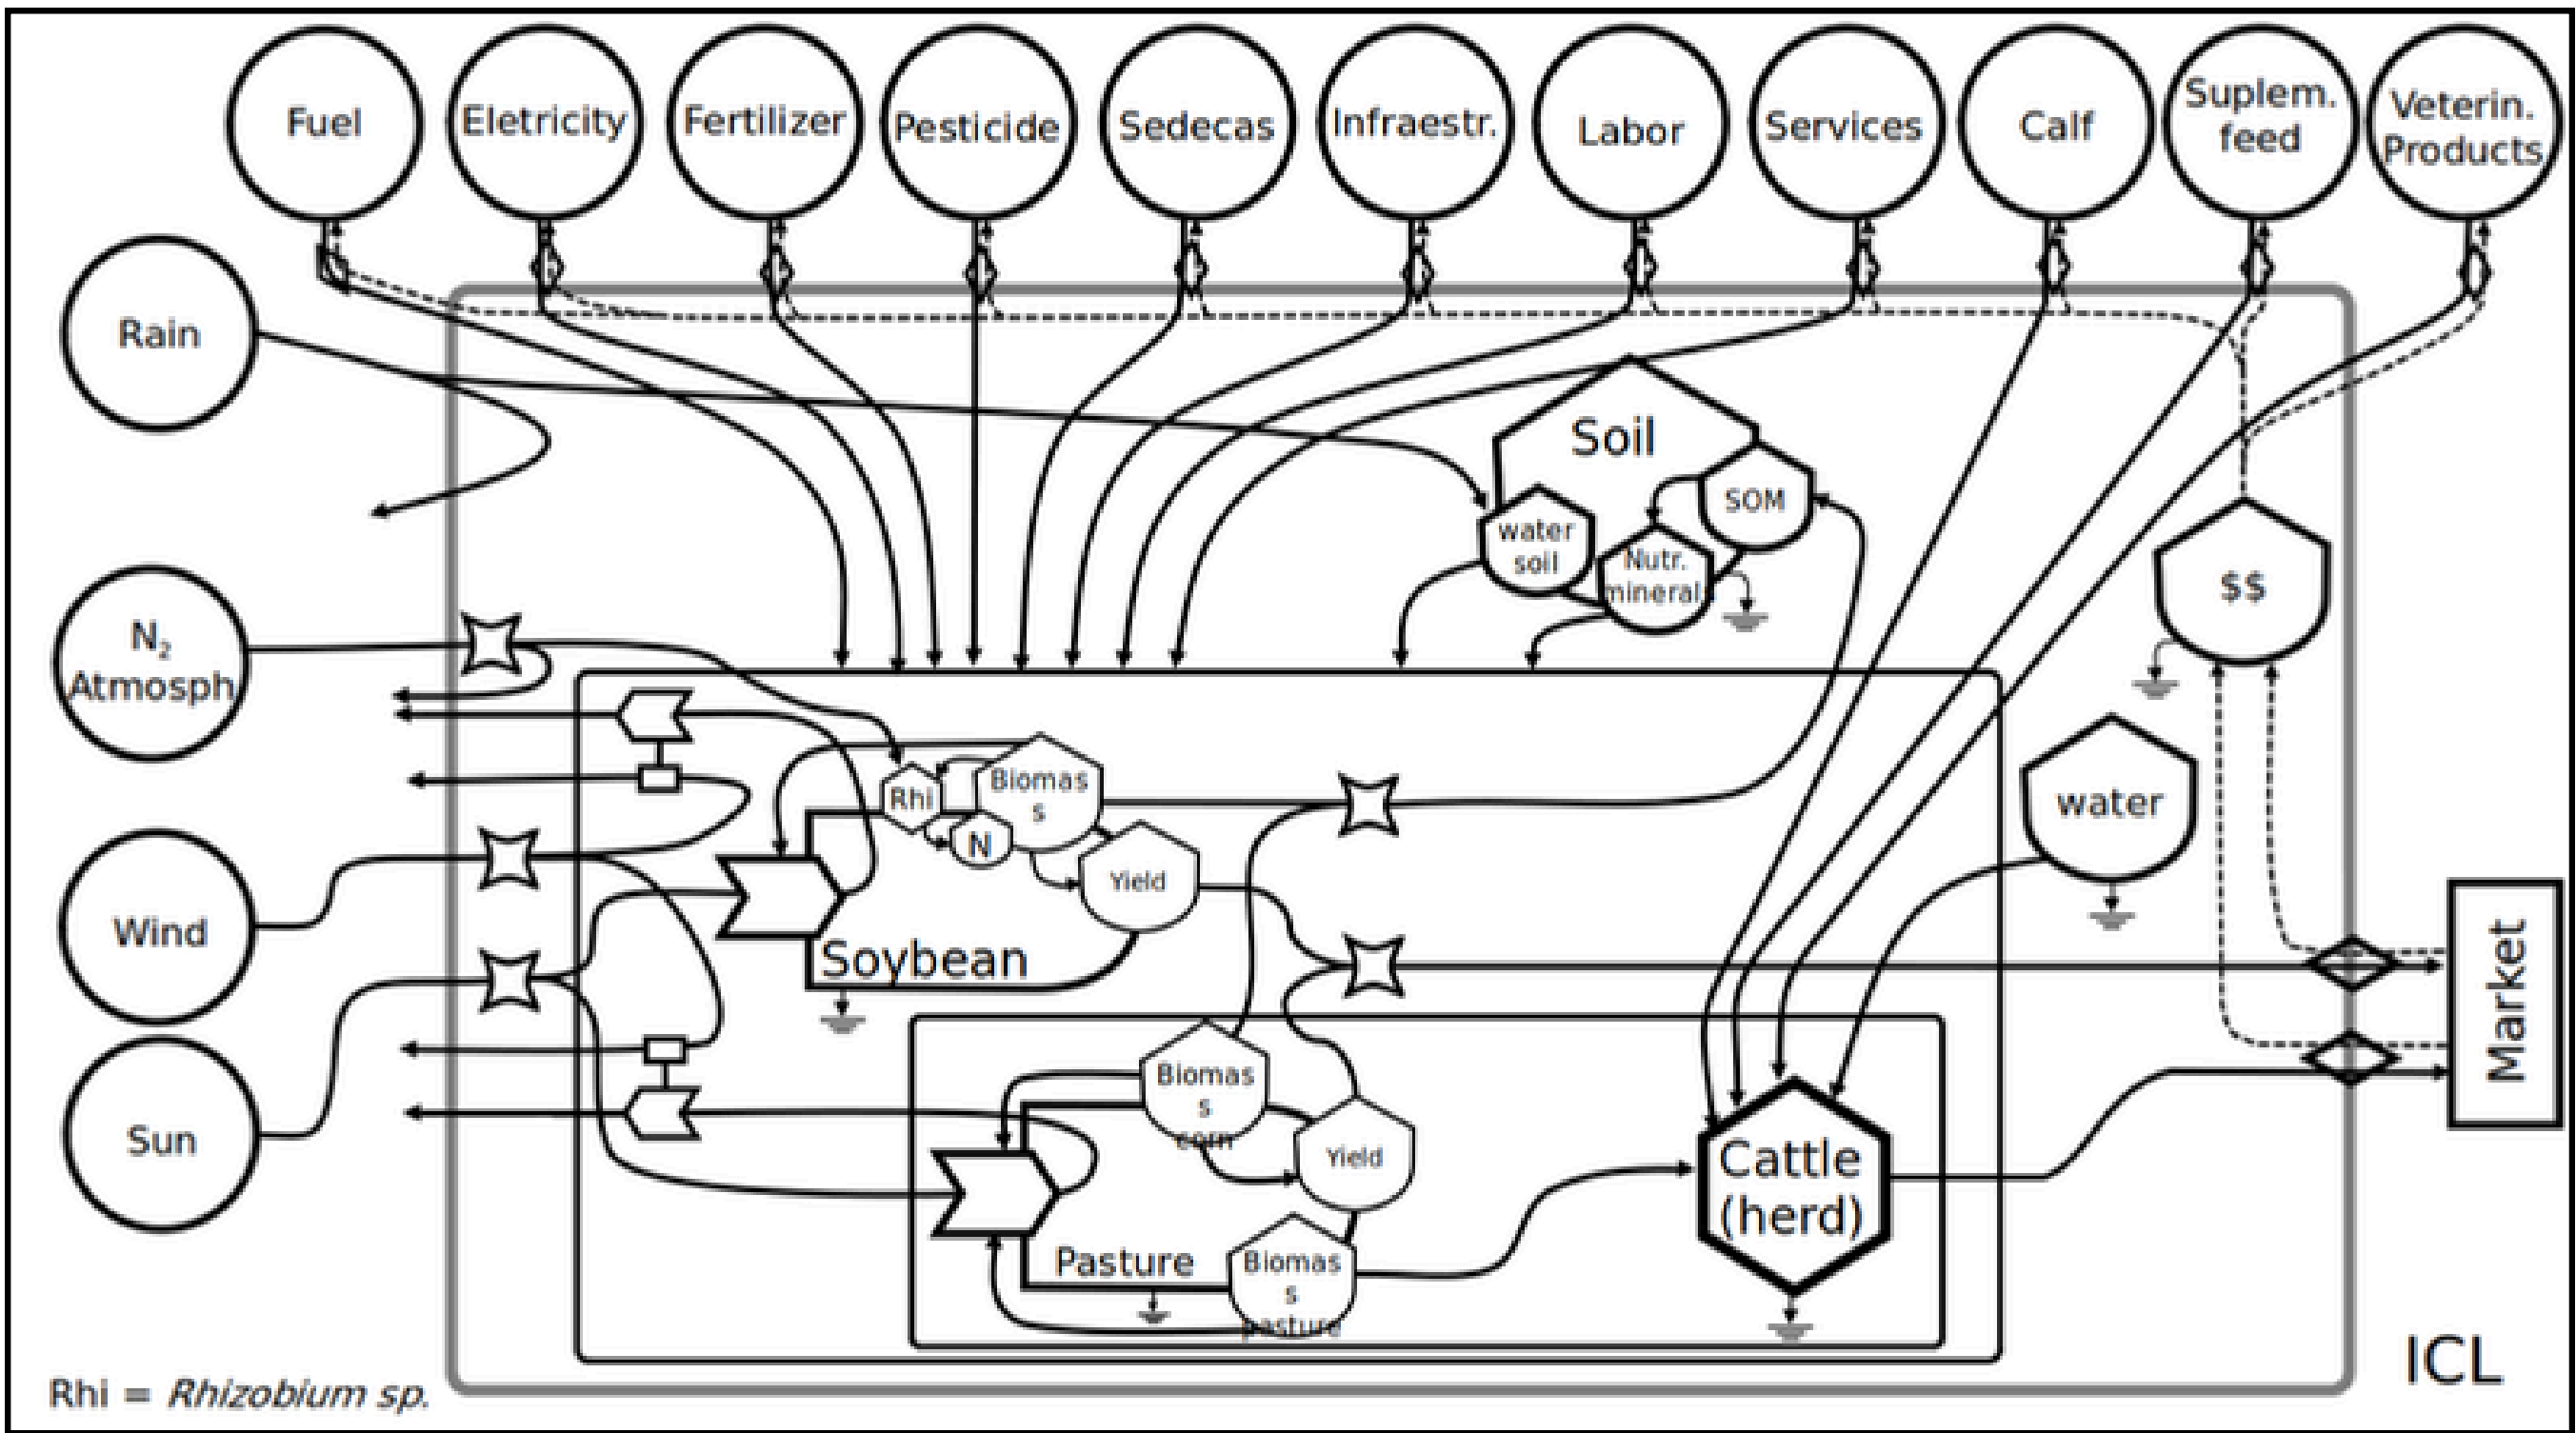 Fuel
Eletricity
Fertilizer
Pesticide
Sedecas
Infraestr.
Labor
Services
Calf
Suplem.
feed
Veterin.
Products
Rain
Soil
SOM
water
soil
Nutr.
minerals
$$
N₂
Atmosph
Rhi
Biomas
s
N
Yield
water
Wind
Soybean
Market
Sun
Biomas
s
corn
Yield
Cattle
(herd)
Pasture
Biomas
s
pasture
ICL
Rhi = Rhizobium sp.